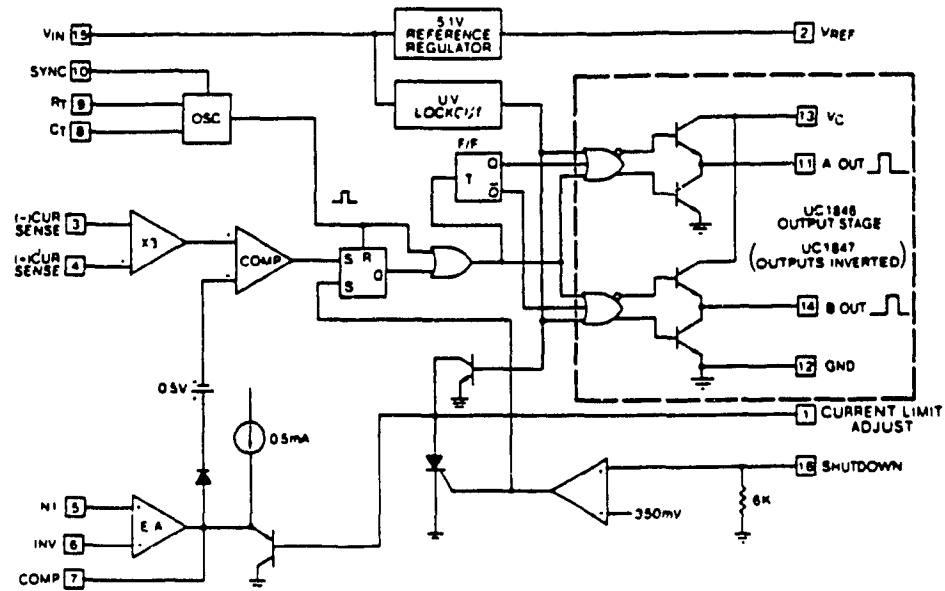 VIN 15
5.1V
REFERENCE
REGULATOR
2 VREF
SYNC 10
RT 9
CT 8
OSC
UV
LOCKOUT
F/F
T
Q
Q̅
13 VC
11 A OUT
UC1846
OUTPUT STAGE
UC1847
(OUTPUTS INVERTED)
14 B OUT
12 GND
(-)CUR
SENSE 3
(+)CUR
SENSE 4
X3
COMP
S R
Q
S
0.5V
0.5mA
1 CURRENT LIMIT
ADJUST
16 SHUTDOWN
350mV
6K
NI 5
INV 6
COMP 7
E A